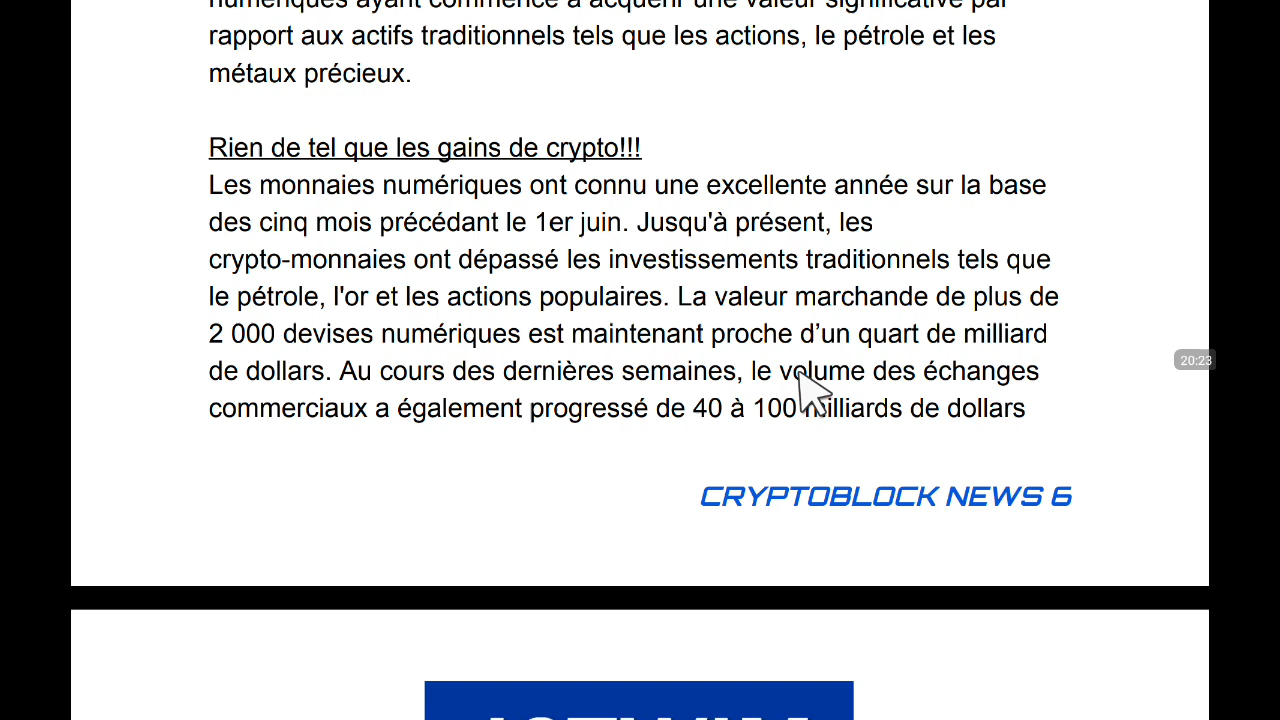 numériques ayant commencé à acquérir une valeur significative par
rapport aux actifs traditionnels tels que les actions, le pétrole et les
métaux précieux.
Rien de tel que les gains de crypto!!!
Les monnaies numériques ont connu une excellente année sur la base
des cinq mois précédant le 1er juin. Jusqu'à présent, les
crypto-monnaies ont dépassé les investissements traditionnels tels que
le pétrole, l'or et les actions populaires. La valeur marchande de plus de
2 000 devises numériques est maintenant proche d’un quart de milliard
de dollars. Au cours des dernières semaines, le volume des échanges
commerciaux a également progressé de 40 à 100 milliards de dollars
20:23
CRYPTOBLOCK NEWS 6